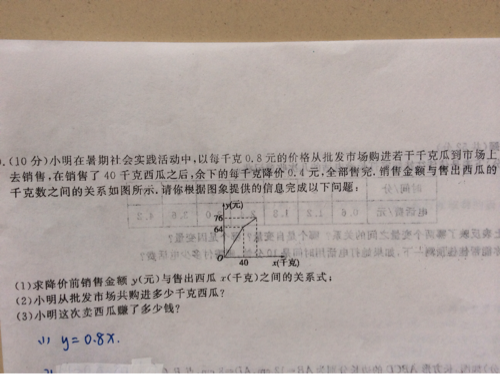 .(10分)小明在暑期社会实践活动中,以每千克0.8元的价格从批发市场购进若干千克瓜到市场上
去销售,在销售了40千克西瓜之后,余下的每千克降价0.4元,全部售完.销售金额与售出西瓜的
千克数之间的关系如图所示,请你根据图象提供的信息完成以下问题:
y(元)
76
64
0 40 x(千克)
(1)求降价前销售金额y(元)与售出西瓜x(千克)之间的关系式;
(2)小明从批发市场共购进多少千克西瓜?
(3)小明这次卖西瓜赚了多少钱?
(1) y=0.8x.